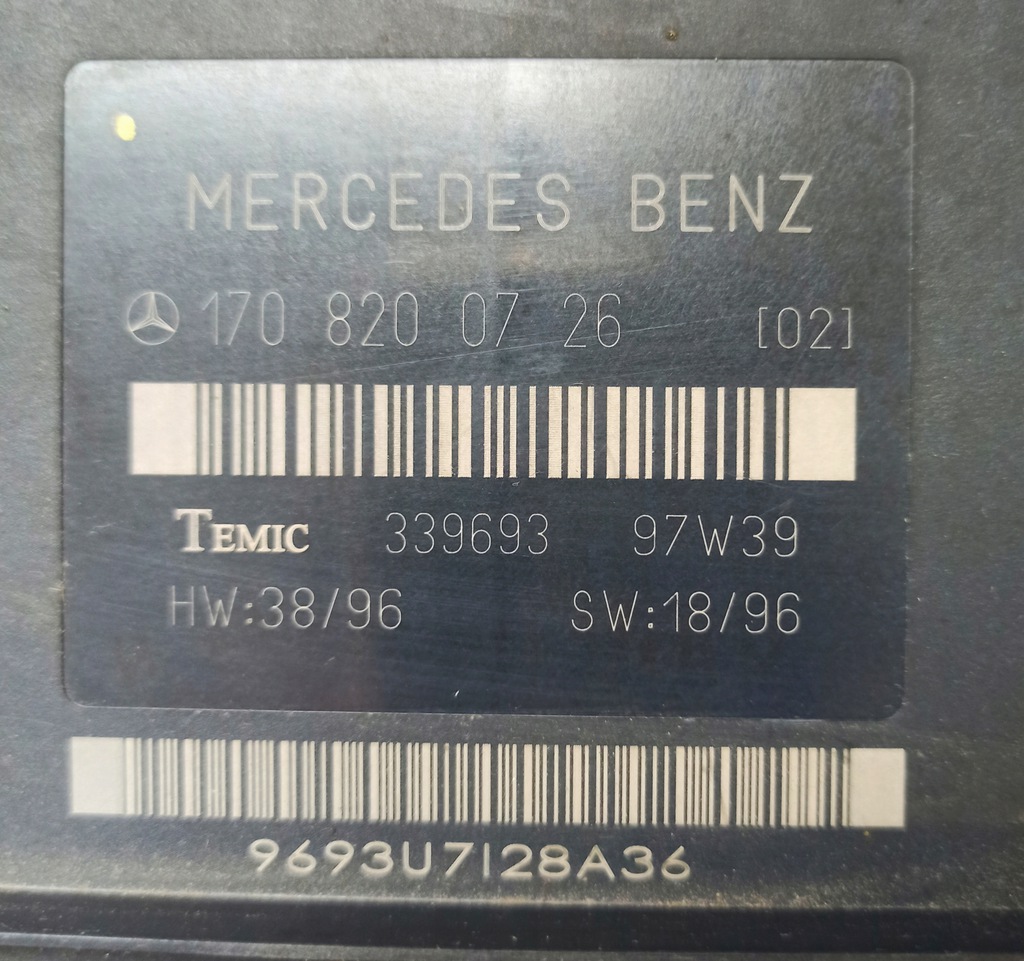 MERCEDES BENZ
170 820 07 26 [02]
TEMIC 339693 97W39
HW:38/96 SW:18/96
9693U7128A36